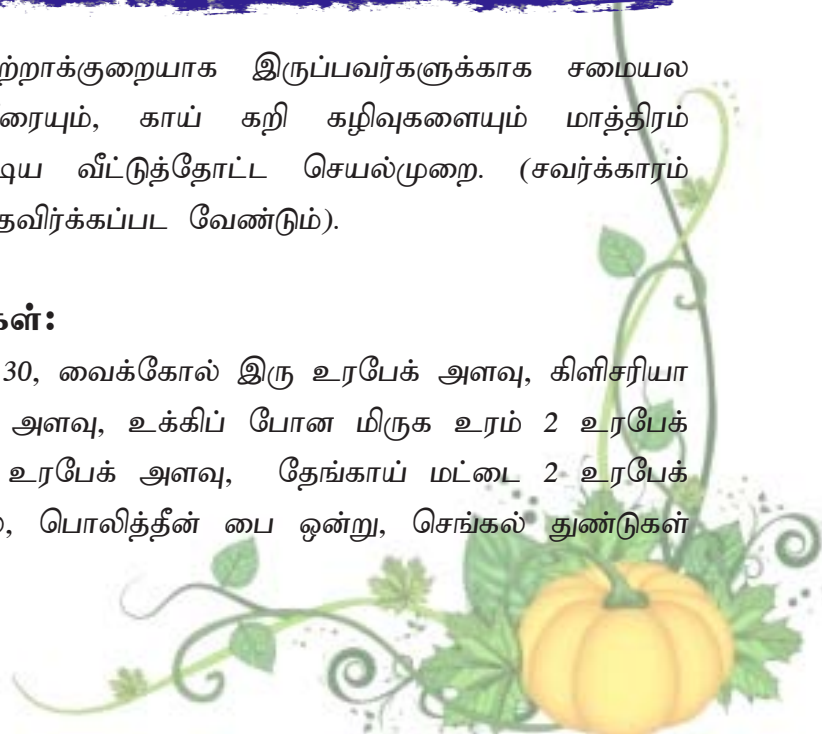 ற்றாக்குறையாக இருப்பவர்களுக்காக சமையல
ரையும், காய் கறி கழிவுகளையும் மாத்திரம்
டிய வீட்டுத்தோட்ட செயல்முறை. (சவர்க்காரம்
தவிர்க்கப்பட வேண்டும்).
கள்:
30, வைக்கோல் இரு உரபேக் அளவு, கிளிசரியா
அளவு, உக்கிப் போன மிருக உரம் 2 உரபேக்
உரபேக் அளவு, தேங்காய் மட்டை 2 உரபேக்
பொலித்தீன் பை ஒன்று, செங்கல் துண்டுகள்